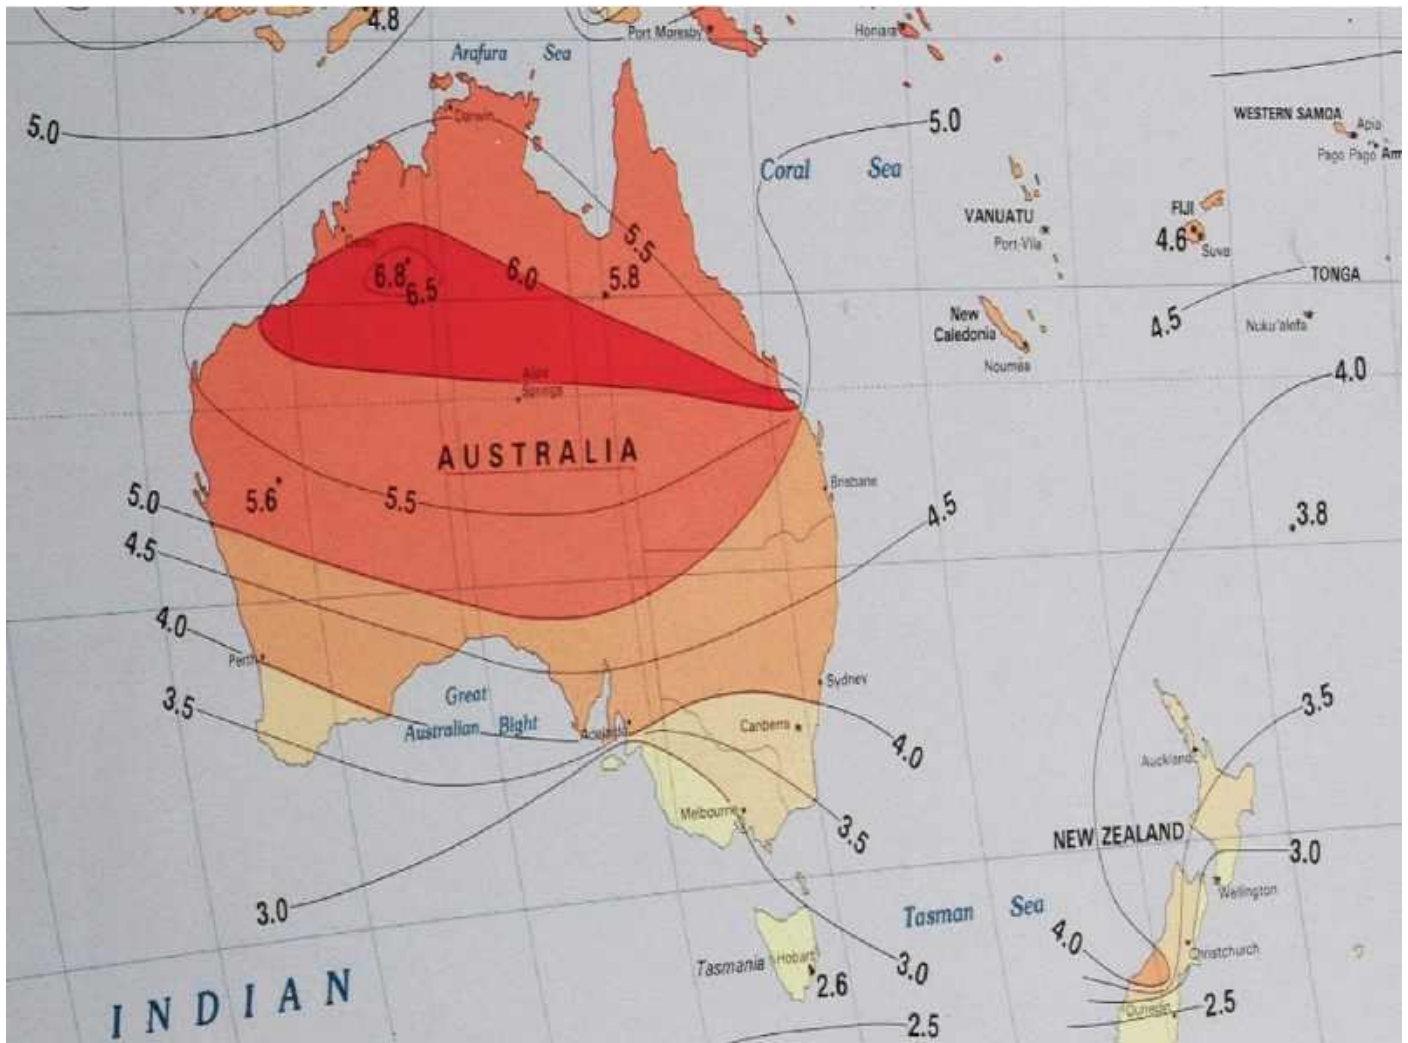 4.8
Port Moresby
Honiara
Arafura Sea
5.0
Darwin
5.0
WESTERN SAMOA
Apia
Pago Pago
Coral Sea
VANUATU
Port-Vila
FIJI
4.6
Suva
5.5
6.8
6.5
6.0
5.8
TONGA
New
Caledonia
Nouméa
4.5
Nuku'alofa
4.0
Alice
Springs
AUSTRALIA
5.0
5.6
5.5
Brisbane
4.5
3.8
4.5
4.0
Perth
Great
Australian Bight
Sydney
3.5
Adelaide
Canberra
4.0
3.5
Auckland
Melbourne
3.5
NEW ZEALAND
3.0
Wellington
3.0
Tasman Sea
4.0
Christchurch
Tasmania
Hobart
2.6
3.0
2.5
Dunedin
2.5
INDIAN